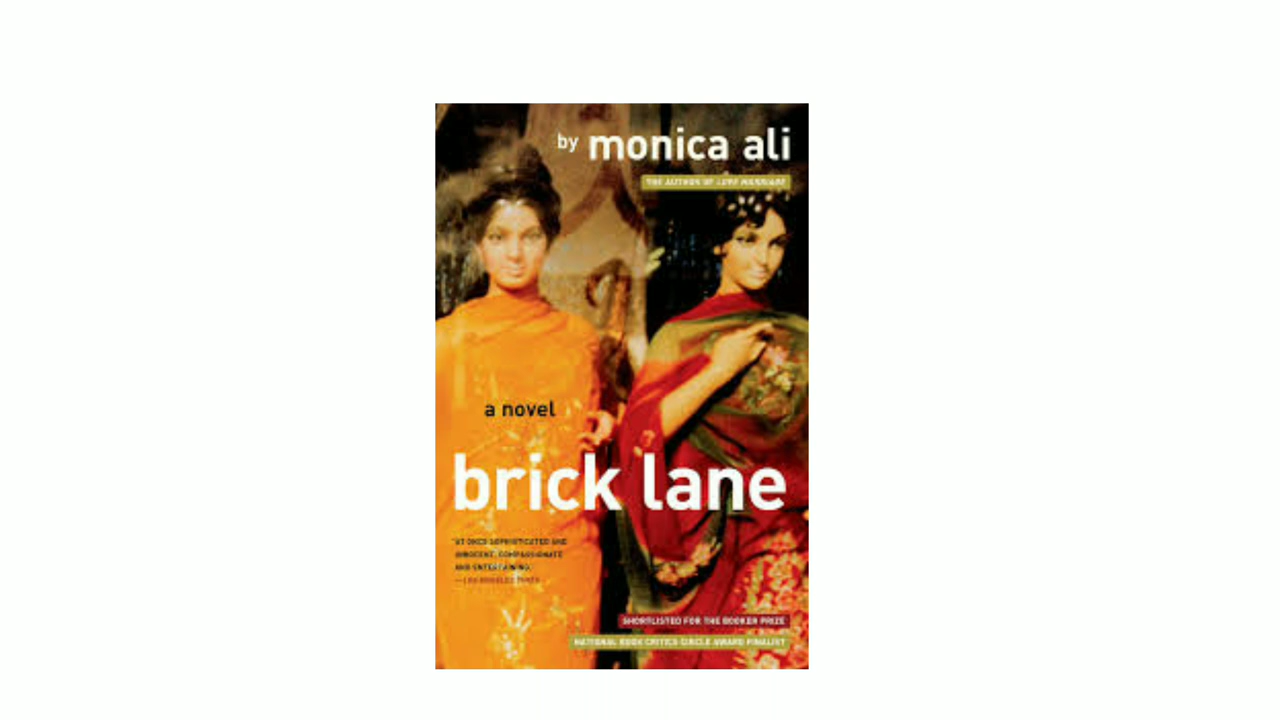 by monica ali
THE AUTHOR OF LOVE MARRIAGE
a novel
brick lane
"AT ONCE SOPHISTICATED AND
INNOCENT, COMPASSIONATE
AND ENTERTAINING."
—LOS ANGELES TIMES
SHORTLISTED FOR THE BOOKER PRIZE
NATIONAL BOOK CRITICS CIRCLE AWARD FINALIST